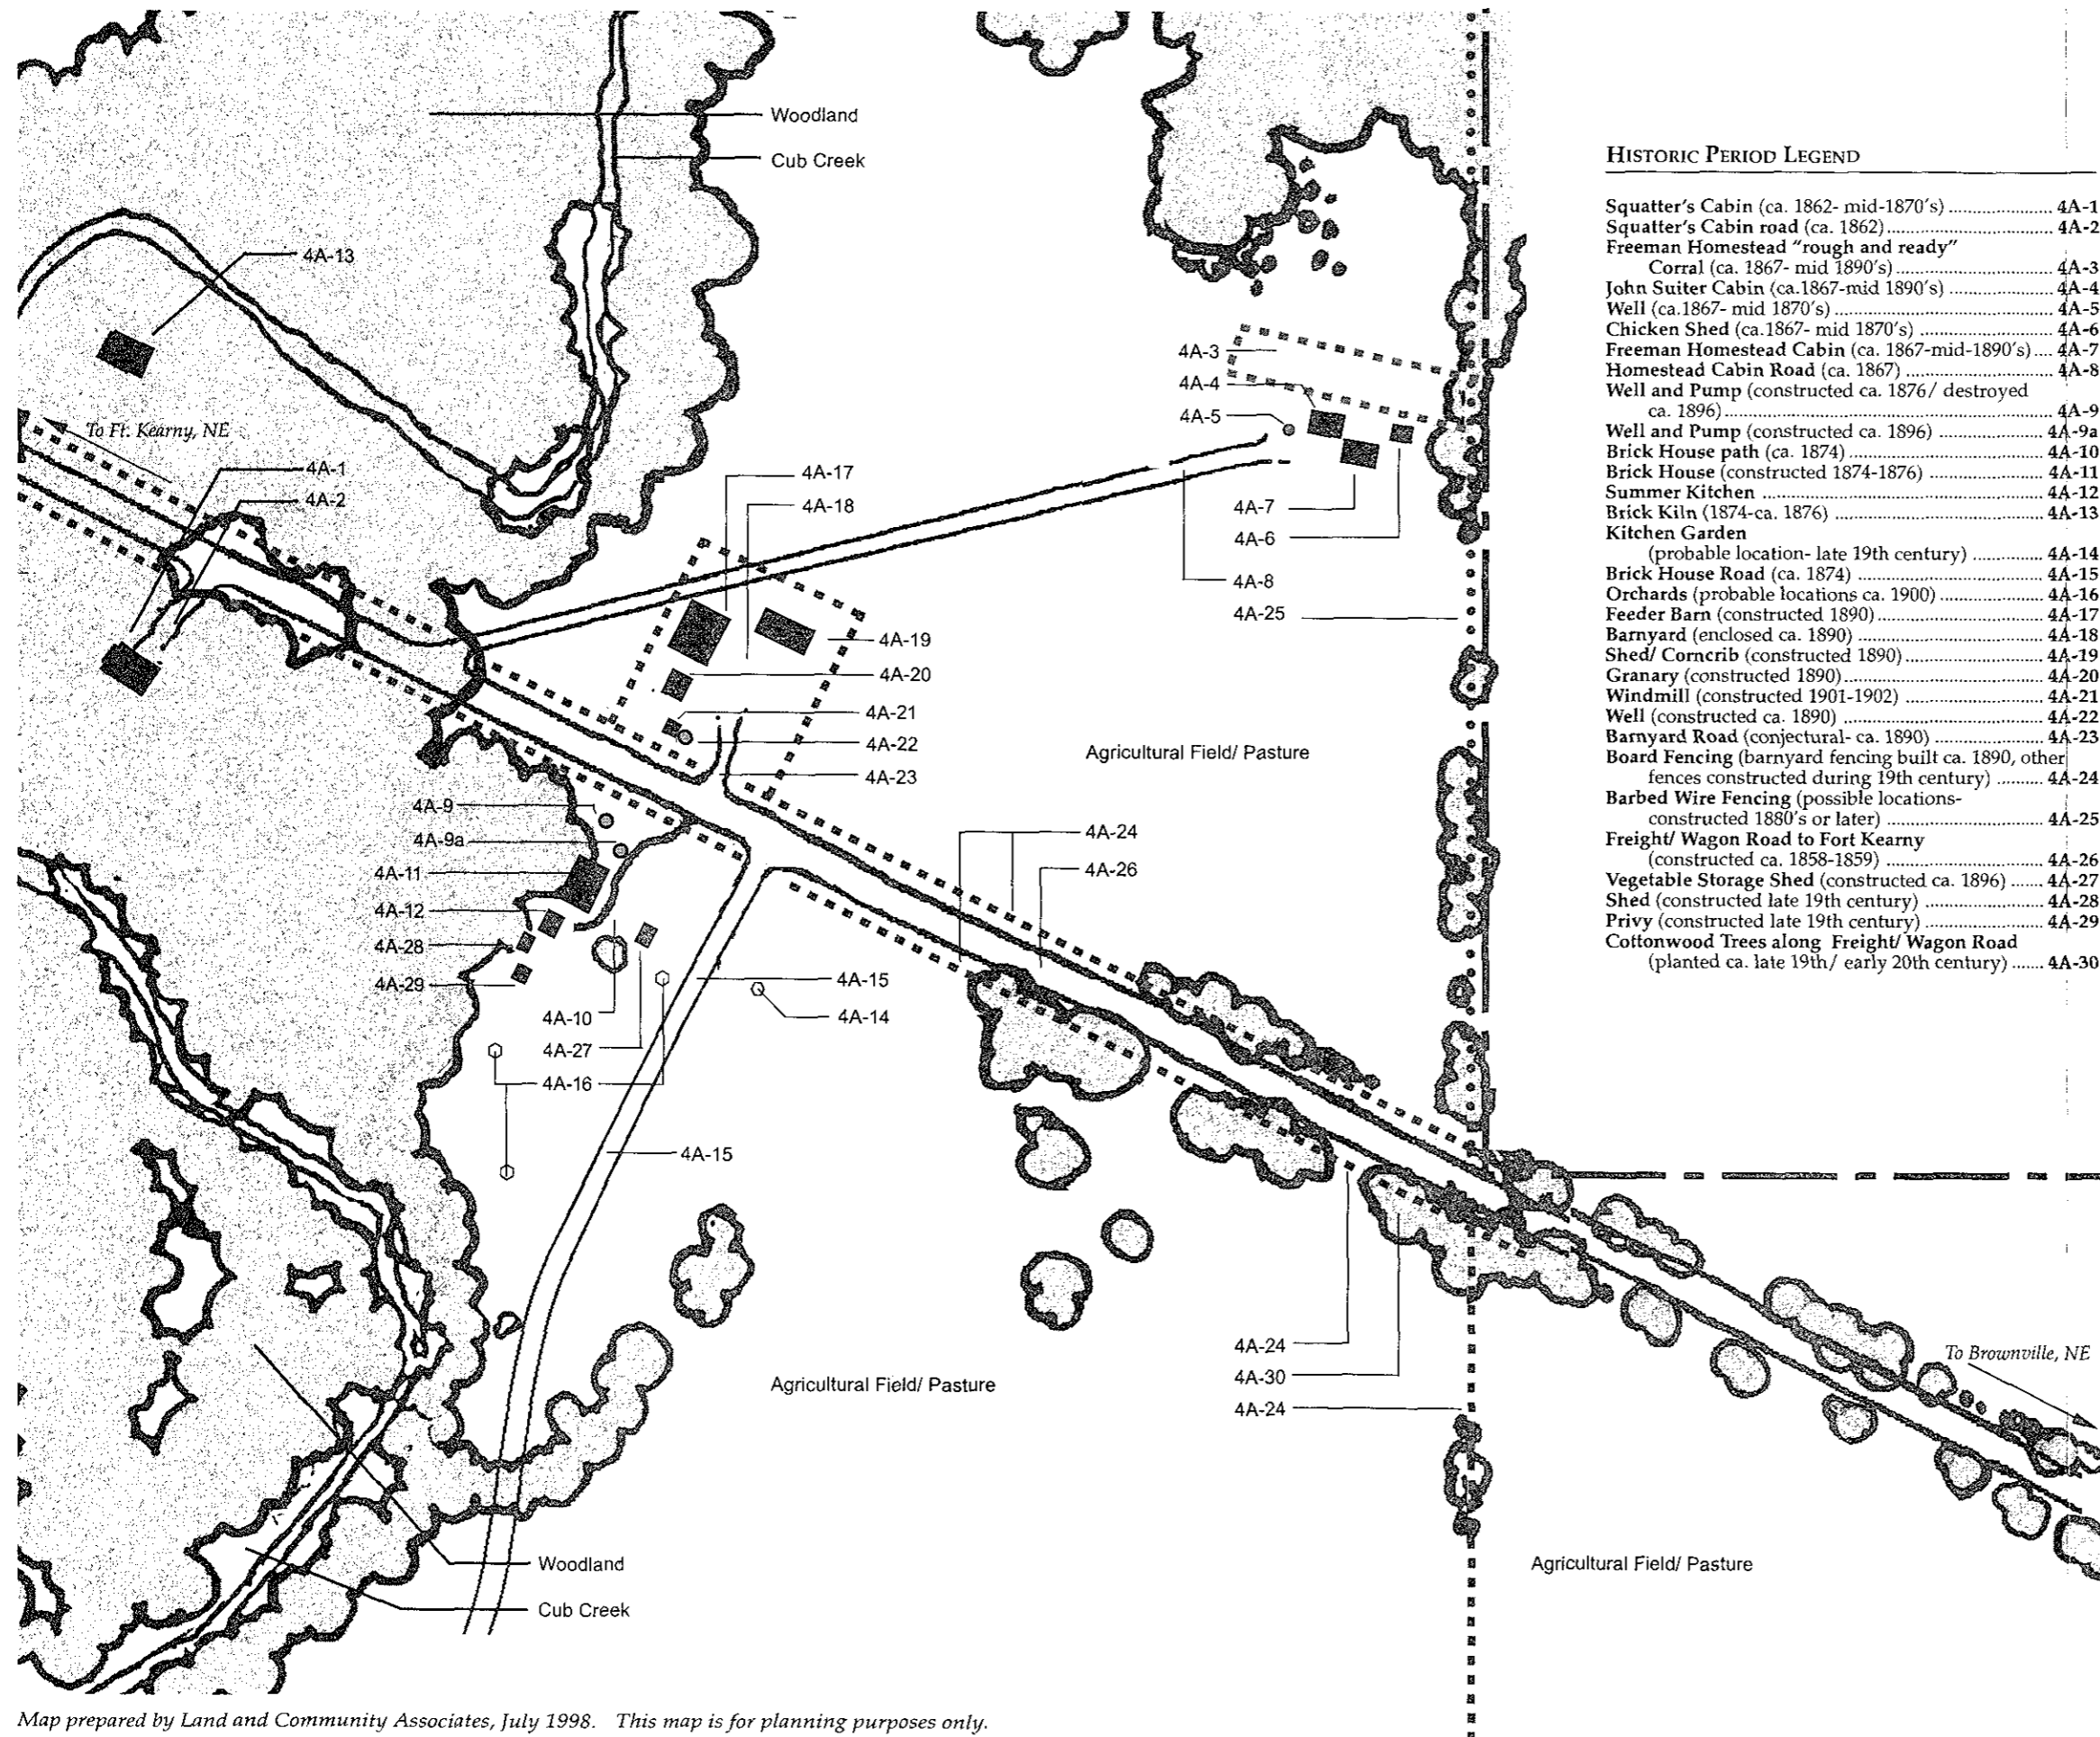 Woodland
Cub Creek
4A-13
To Ft. Kearny, NE
4A-1
4A-2
4A-17
4A-18
4A-3
4A-4
4A-5
4A-7
4A-6
4A-8
4A-25
4A-19
4A-20
4A-21
4A-22
4A-23
Agricultural Field/ Pasture
4A-9
4A-9a
4A-11
4A-12
4A-28
4A-29
4A-24
4A-26
4A-15
4A-14
4A-10
4A-27
4A-16
4A-15
4A-24
4A-30
4A-24
To Brownville, NE
Agricultural Field/ Pasture
Woodland
Cub Creek
Agricultural Field/ Pasture
HISTORIC PERIOD LEGEND
Squatter's Cabin (ca. 1862- mid-1870's) .................... 4A-1
Squatter's Cabin road (ca. 1862) ................................ 4A-2
Freeman Homestead "rough and ready"
Corral (ca. 1867- mid 1890's) .............................. 4A-3
John Suiter Cabin (ca.1867-mid 1890's) ..................... 4A-4
Well (ca.1867- mid 1870's) .......................................... 4A-5
Chicken Shed (ca.1867- mid 1870's) .......................... 4A-6
Freeman Homestead Cabin (ca. 1867-mid-1890's) .... 4A-7
Homestead Cabin Road (ca. 1867) .............................. 4A-8
Well and Pump (constructed ca. 1876/ destroyed
ca. 1896) ............................................................... 4A-9
Well and Pump (constructed ca. 1896) .................... 4A-9a
Brick House path (ca. 1874) ..................................... 4A-10
Brick House (constructed 1874-1876) ...................... 4A-11
Summer Kitchen ....................................................... 4A-12
Brick Kiln (1874-ca. 1876) ........................................ 4A-13
Kitchen Garden
(probable location- late 19th century) .............. 4A-14
Brick House Road (ca. 1874) .................................... 4A-15
Orchards (probable locations ca. 1900) .................... 4A-16
Feeder Barn (constructed 1890) ................................ 4A-17
Barnyard (enclosed ca. 1890) ..................................... 4A-18
Shed/ Corncrib (constructed 1890) ........................... 4A-19
Granary (constructed 1890) ....................................... 4A-20
Windmill (constructed 1901-1902) ........................... 4A-21
Well (constructed ca. 1890) ....................................... 4A-22
Barnyard Road (conjectural- ca. 1890) ..................... 4A-23
Board Fencing (barnyard fencing built ca. 1890, other
fences constructed during 19th century) ......... 4A-24
Barbed Wire Fencing (possible locations-
constructed 1880's or later) ............................... 4A-25
Freight/ Wagon Road to Fort Kearny
(constructed ca. 1858-1859) ............................... 4A-26
Vegetable Storage Shed (constructed ca. 1896) ...... 4A-27
Shed (constructed late 19th century) ....................... 4A-28
Privy (constructed late 19th century) ...................... 4A-29
Cottonwood Trees along Freight/ Wagon Road
(planted ca. late 19th/ early 20th century) ...... 4A-30
Map prepared by Land and Community Associates, July 1998. This map is for planning purposes only.